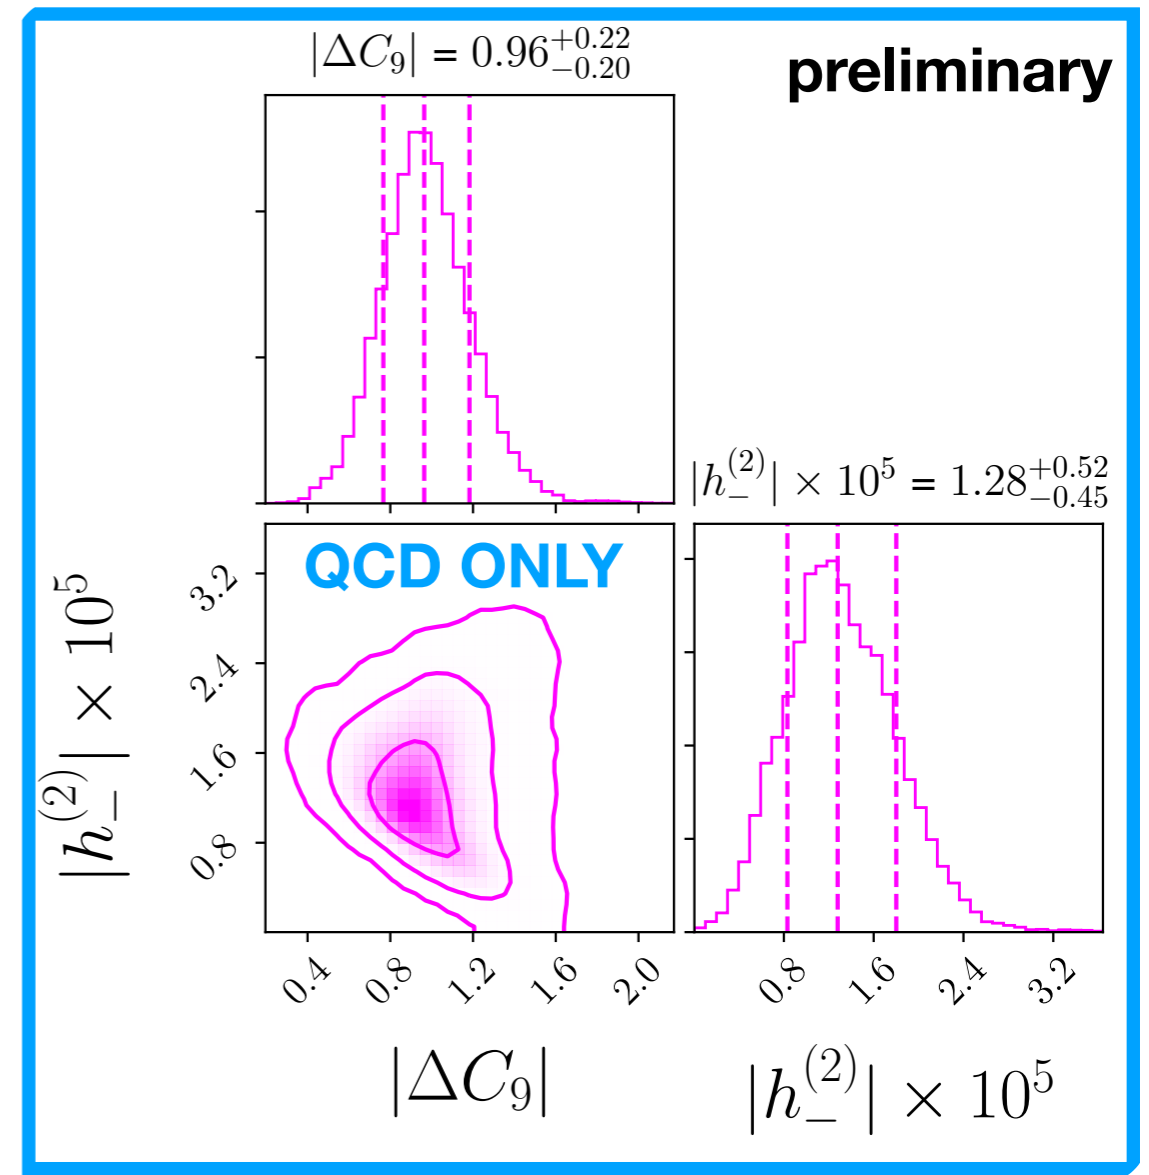 |ΔC₉| = 0.96⁺⁰·²²₋₀.₂₀
preliminary
|h₋⁽²⁾| × 10⁵ = 1.28⁺⁰·⁵²₋₀.₄₅
QCD ONLY
|h₋⁽²⁾| × 10⁵
3.2
2.4
1.6
0.8
0.4 0.8 1.2 1.6 2.0
0.8 1.6 2.4 3.2
|ΔC₉|
|h₋⁽²⁾| × 10⁵